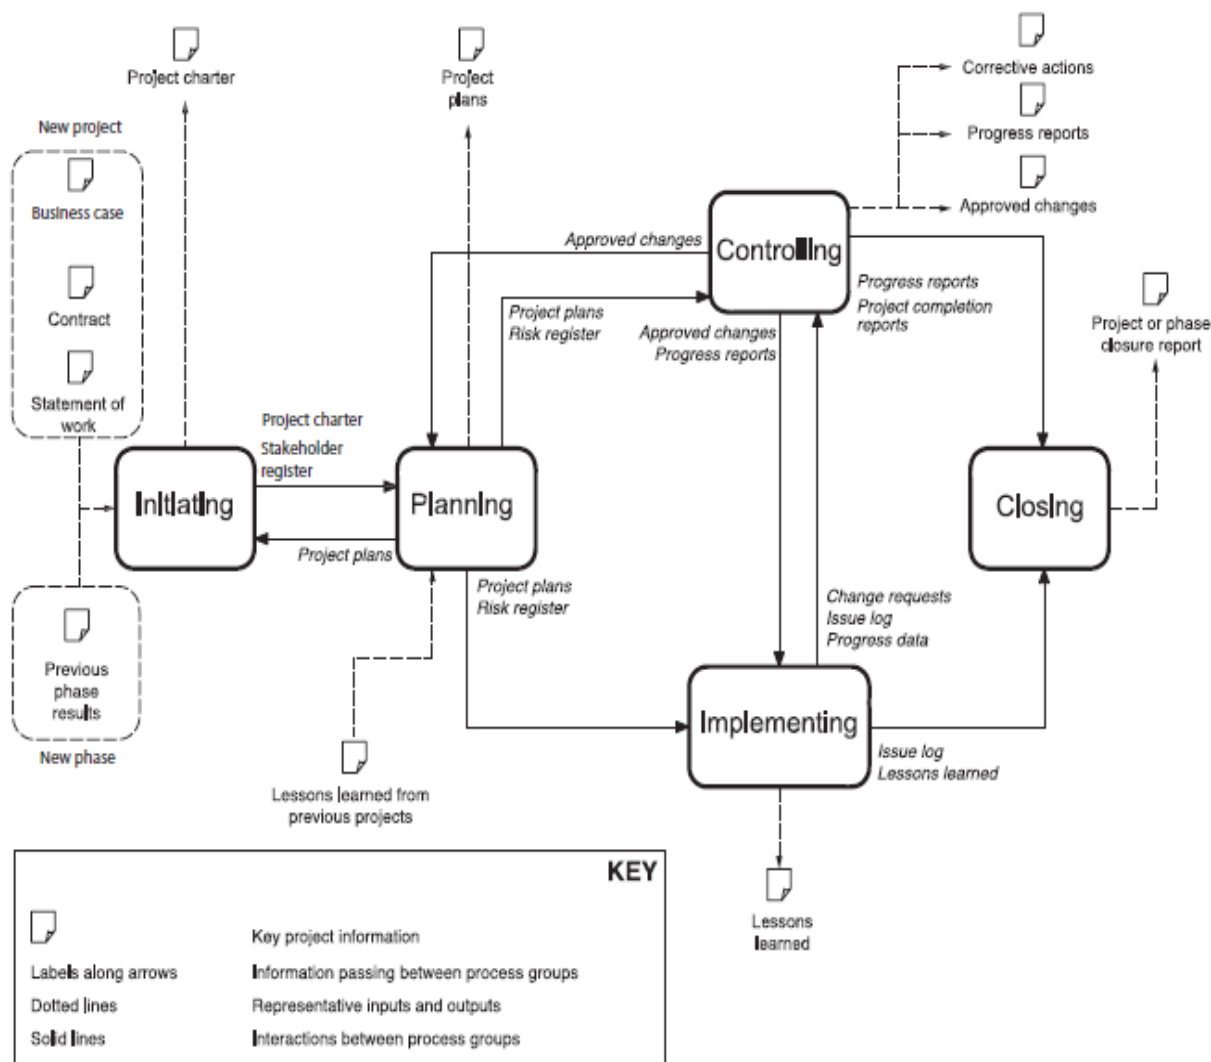 Project charter
Project
plans
Corrective actions
Progress reports
Approved changes
New project
Business case
Contract
Statement of
work
Approved changes
Controlling
Project plans
Risk register
Approved changes
Progress reports
Progress reports
Project completion
reports
Project or phase
closure report
Project charter
Stakeholder
register
Initiating
Planning
Closing
Project plans
Project plans
Risk register
Change requests
Issue log
Progress data
Previous
phase
results
New phase
Implementing
Issue log
Lessons learned
Lessons learned from
previous projects
Lessons
learned
KEY
Key project information
Labels along arrows Information passing between process groups
Dotted lines Representative inputs and outputs
Solid lines Interactions between process groups